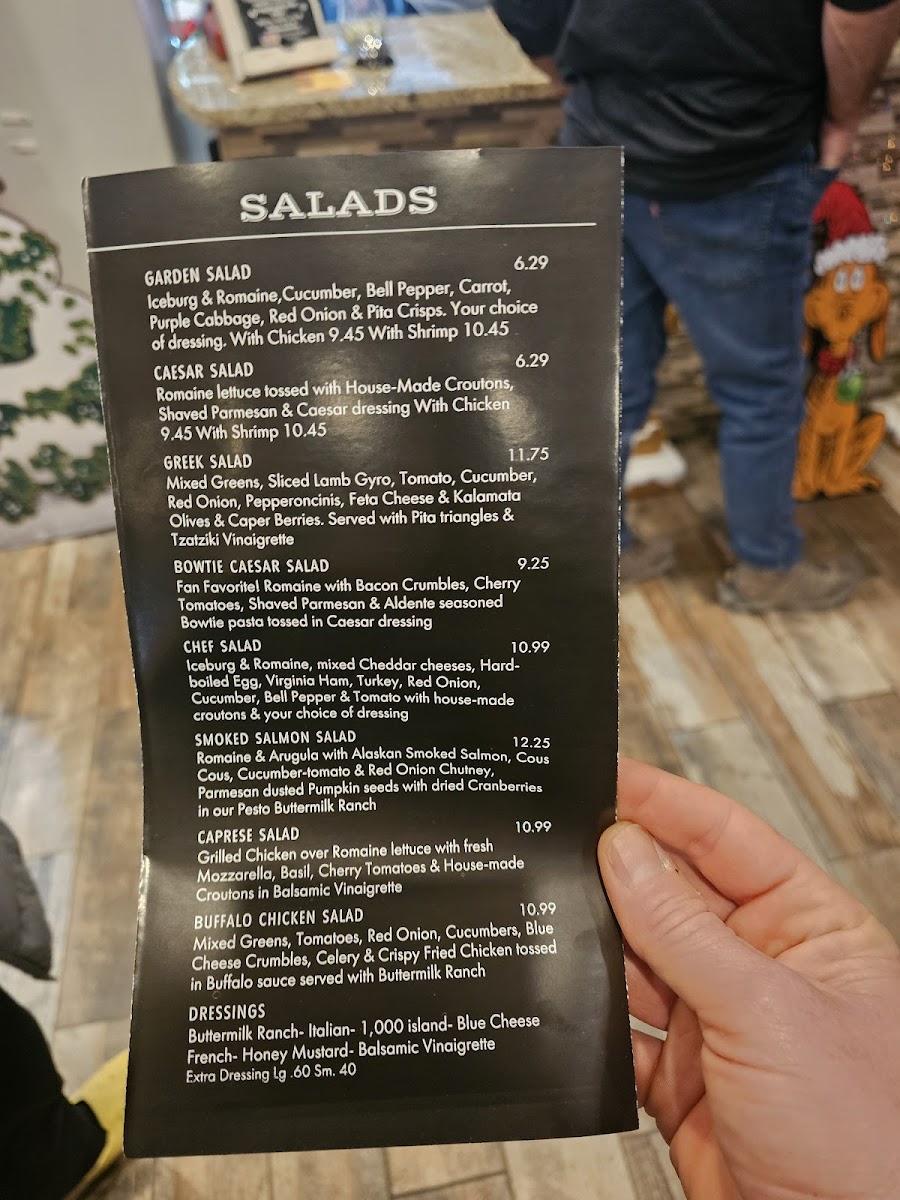 SALADS
GARDEN SALAD 6.29
Iceburg & Romaine,Cucumber, Bell Pepper, Carrot,
Purple Cabbage, Red Onion & Pita Crisps. Your choice
of dressing. With Chicken 9.45 With Shrimp 10.45
CAESAR SALAD 6.29
Romaine lettuce tossed with House-Made Croutons,
Shaved Parmesan & Caesar dressing With Chicken
9.45 With Shrimp 10.45
GREEK SALAD 11.75
Mixed Greens, Sliced Lamb Gyro, Tomato, Cucumber,
Red Onion, Pepperoncinis, Feta Cheese & Kalamata
Olives & Caper Berries. Served with Pita triangles &
Tzatziki Vinaigrette
BOWTIE CAESAR SALAD 9.25
Fan Favorite! Romaine with Bacon Crumbles, Cherry
Tomatoes, Shaved Parmesan & Aldente seasoned
Bowtie pasta tossed in Caesar dressing
CHEF SALAD 10.99
Iceburg & Romaine, mixed Cheddar cheeses, Hard-
boiled Egg, Virginia Ham, Turkey, Red Onion,
Cucumber, Bell Pepper & Tomato with house-made
croutons & your choice of dressing
SMOKED SALMON SALAD 12.25
Romaine & Arugula with Alaskan Smoked Salmon, Cous
Cous, Cucumber-tomato & Red Onion Chutney,
Parmesan dusted Pumpkin seeds with dried Cranberries
in our Pesto Buttermilk Ranch
CAPRESE SALAD 10.99
Grilled Chicken over Romaine lettuce with fresh
Mozzarella, Basil, Cherry Tomatoes & House-made
Croutons in Balsamic Vinaigrette
BUFFALO CHICKEN SALAD 10.99
Mixed Greens, Tomatoes, Red Onion, Cucumbers, Blue
Cheese Crumbles, Celery & Crispy Fried Chicken tossed
in Buffalo sauce served with Buttermilk Ranch
DRESSINGS
Buttermilk Ranch- Italian- 1,000 island- Blue Cheese
French- Honey Mustard- Balsamic Vinaigrette
Extra Dressing Lg .60 Sm. 40